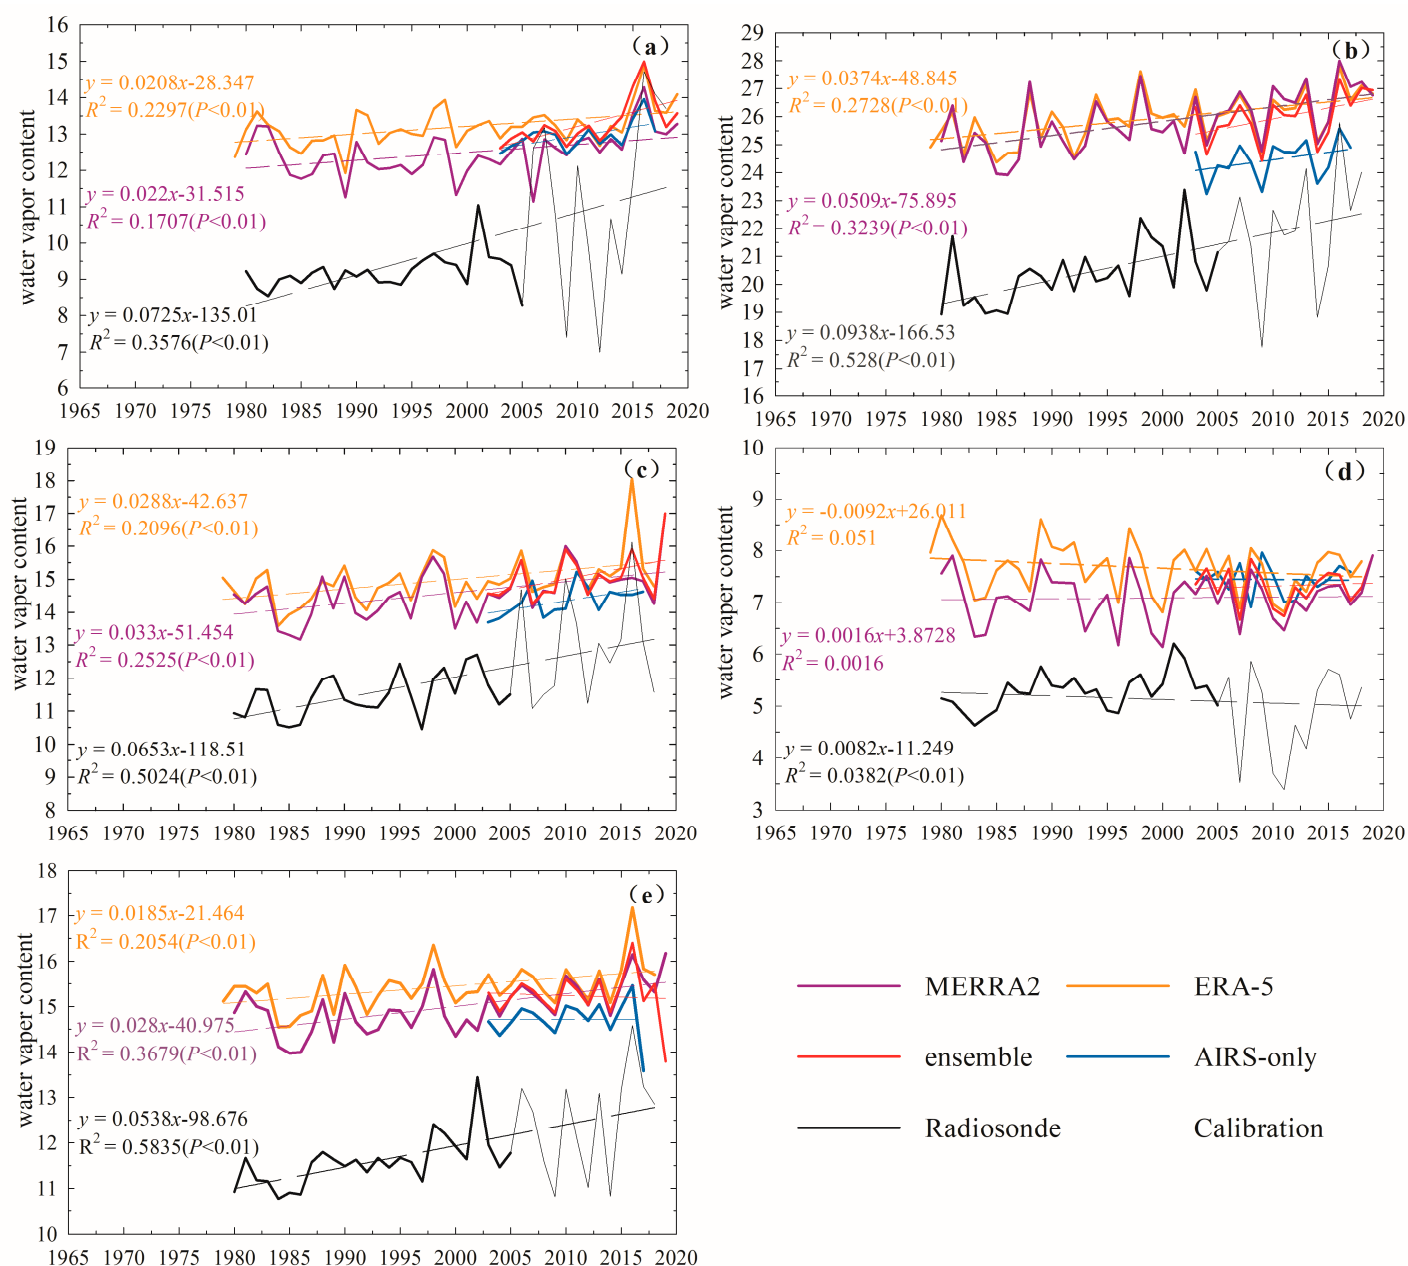 (a)
water vapor content
16
15
14
13
12
11
10
9
8
7
6
y = 0.0208x-28.347
R² = 0.2297(P<0.01)
y = 0.022x-31.515
R² = 0.1707(P<0.01)
y = 0.0725x-135.01
R² = 0.3576(P<0.01)
1965 1970 1975 1980 1985 1990 1995 2000 2005 2010 2015 2020
(b)
water vaper content
29
28
27
26
25
24
23
22
21
20
19
18
17
16
y = 0.0374x-48.845
R² = 0.2728(P<0.01)
y = 0.0509x-75.895
R² = 0.3239(P<0.01)
y = 0.0938x-166.53
R² = 0.528(P<0.01)
1965 1970 1975 1980 1985 1990 1995 2000 2005 2010 2015 2020
(c)
water vaper content
19
18
17
16
15
14
13
12
11
10
9
8
y = 0.0288x-42.637
R² = 0.2096(P<0.01)
y = 0.033x-51.454
R² = 0.2525(P<0.01)
y = 0.0653x-118.51
R² = 0.5024(P<0.01)
1965 1970 1975 1980 1985 1990 1995 2000 2005 2010 2015 2020
(d)
water vaper content
10
9
8
7
6
5
4
3
y = -0.0092x+26.011
R² = 0.051
y = 0.0016x+3.8728
R² = 0.0016
y = 0.0082x-11.249
R² = 0.0382(P<0.01)
1965 1970 1975 1980 1985 1990 1995 2000 2005 2010 2015 2020
(e)
water vaper content
18
17
16
15
14
13
12
11
10
y = 0.0185x-21.464
R² = 0.2054(P<0.01)
y = 0.028x-40.975
R² = 0.3679(P<0.01)
y = 0.0538x-98.676
R² = 0.5835(P<0.01)
1965 1970 1975 1980 1985 1990 1995 2000 2005 2010 2015 2020
MERRA2 ERA-5
ensemble AIRS-only
Radiosonde Calibration